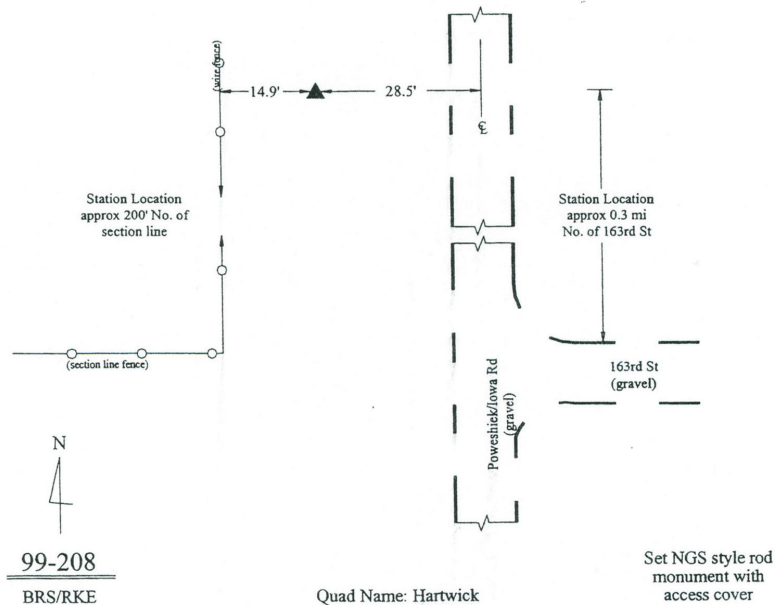 (wire fence)
14.9'
28.5'
℄
Station Location
approx 200' No. of
section line
Station Location
approx 0.3 mi
No. of 163rd St
(section line fence)
163rd St
(gravel)
Poweshiek/Iowa Rd
(gravel)
N
99-208
BRS/RKE
Quad Name: Hartwick
Set NGS style rod
monument with
access cover